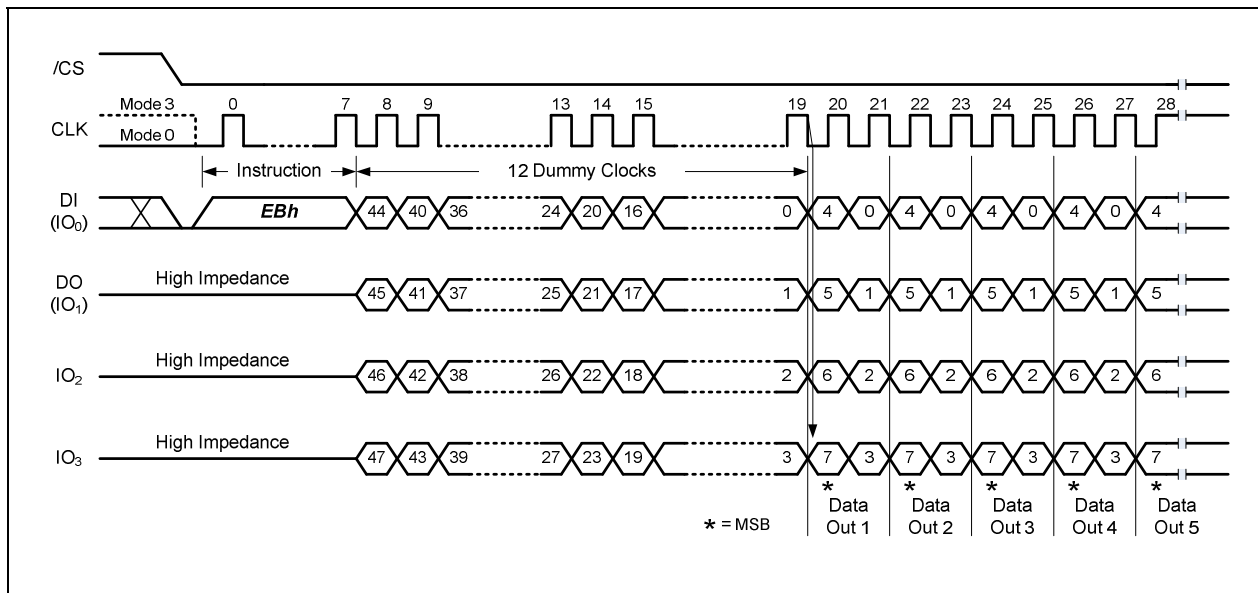 /CS
Mode 3 0 7 8 9 13 14 15 19 20 21 22 23 24 25 26 27 28
CLK
Mode 0
Instruction 12 Dummy Clocks
DI
(IO0)
EBh 44 40 36 24 20 16 0 4 0 4 0 4 0 4 0 4
High Impedance
DO
(IO1)
45 41 37 25 21 17 1 5 1 5 1 5 1 5 1 5
IO2
High Impedance
46 42 38 26 22 18 2 6 2 6 2 6 2 6 2 6
IO3
High Impedance
47 43 39 27 23 19 3 7 3 7 3 7 3 7 3 7
* * * * *
* = MSB
Data Out 1
Data Out 2
Data Out 3
Data Out 4
Data Out 5